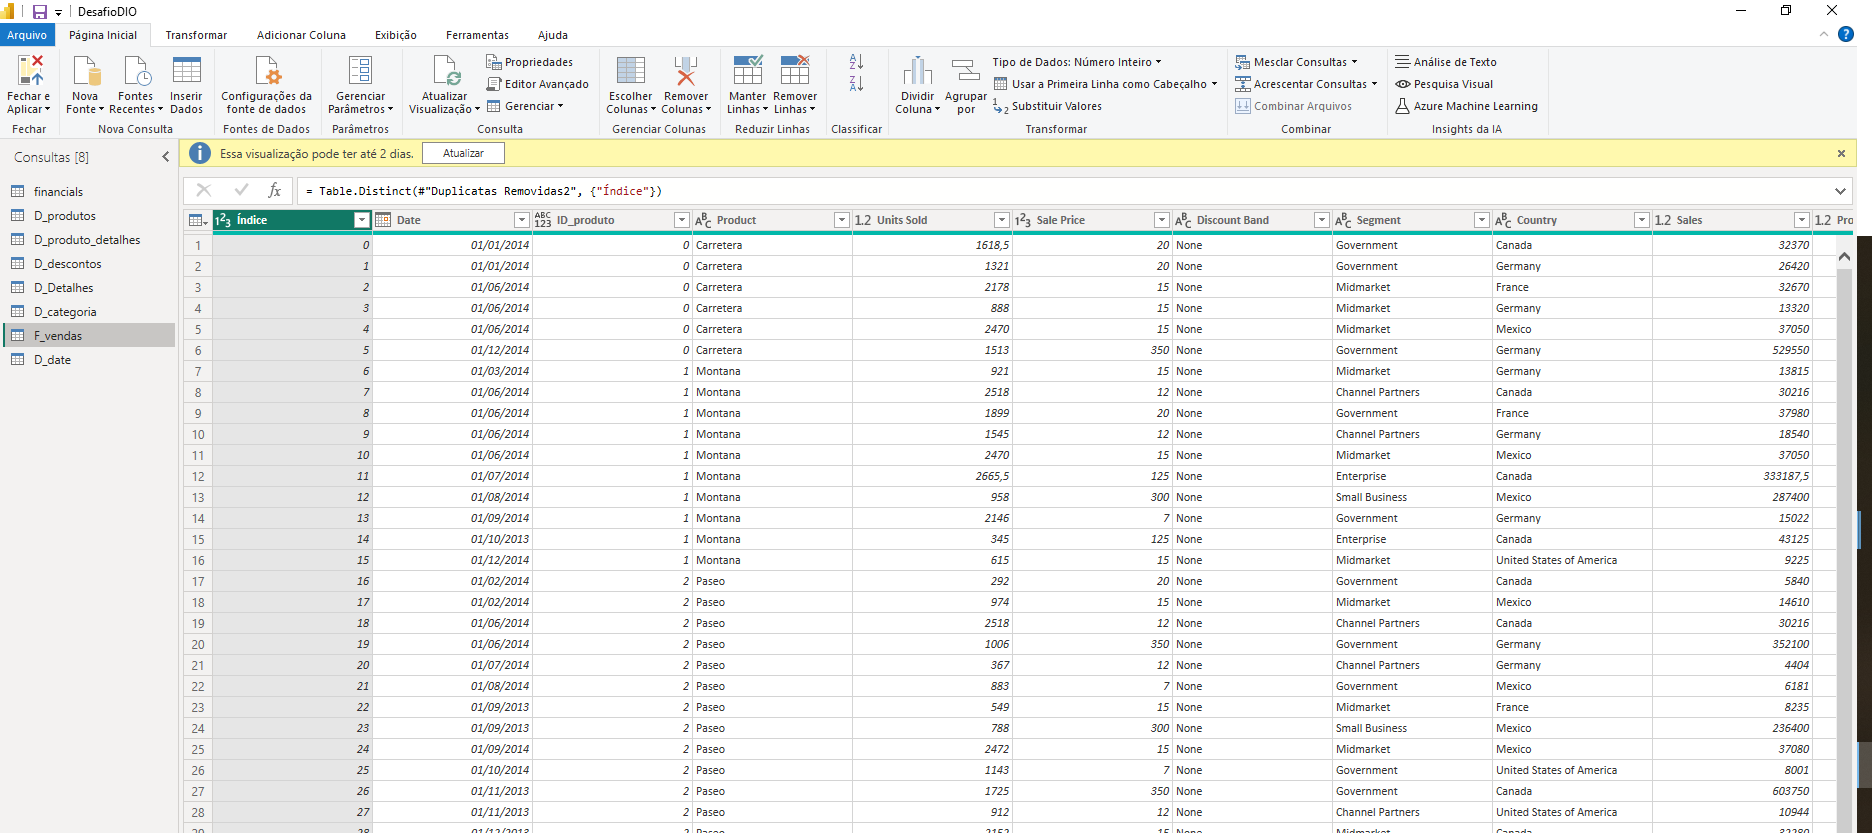 DesafioDIO
Arquivo Página Inicial Transformar Adicionar Coluna Exibição Ferramentas Ajuda
Fechar e Aplicar
Fechar
Nova Fonte
Fontes Recentes
Inserir Dados
Nova Consulta
Configurações da fonte de dados
Fontes de Dados
Gerenciar Parâmetros
Parâmetros
Atualizar Visualização
Propriedades
Editor Avançado
Gerenciar
Consulta
Escolher Colunas
Remover Colunas
Gerenciar Colunas
Manter Linhas
Remover Linhas
Reduzir Linhas
Classificar
Dividir Coluna
Agrupar por
Tipo de Dados: Número Inteiro
Usar a Primeira Linha como Cabeçalho
Substituir Valores
Transformar
Mesclar Consultas
Acrescentar Consultas
Combinar Arquivos
Combinar
Análise de Texto
Pesquisa Visual
Azure Machine Learning
Insights da IA
Consultas [8]
financials
D_produtos
D_produto_detalhes
D_descontos
D_Detalhes
D_categoria
F_vendas
D_date
Essa visualização pode ter até 2 dias. Atualizar
fx = Table.Distinct(#"Duplicatas Removidas2", {"Índice"})
Índice Date ID_produto Product 1.2 Units Sold Sale Price Discount Band Segment Country 1.2 Sales 1.2 Pro
1 0 01/01/2014 0 Carretera 1618,5 20 None Government Canada 32370
2 1 01/01/2014 0 Carretera 1321 20 None Government Germany 26420
3 2 01/06/2014 0 Carretera 2178 15 None Midmarket France 32670
4 3 01/06/2014 0 Carretera 888 15 None Midmarket Germany 13320
5 4 01/06/2014 0 Carretera 2470 15 None Midmarket Mexico 37050
6 5 01/12/2014 0 Carretera 1513 350 None Government Germany 529550
7 6 01/03/2014 1 Montana 921 15 None Midmarket Germany 13815
8 7 01/06/2014 1 Montana 2518 12 None Channel Partners Canada 30216
9 8 01/06/2014 1 Montana 1899 20 None Government France 37980
10 9 01/06/2014 1 Montana 1545 12 None Channel Partners Germany 18540
11 10 01/06/2014 1 Montana 2470 15 None Midmarket Mexico 37050
12 11 01/07/2014 1 Montana 2665,5 125 None Enterprise Canada 333187,5
13 12 01/08/2014 1 Montana 958 300 None Small Business Mexico 287400
14 13 01/09/2014 1 Montana 2146 7 None Government Germany 15022
15 14 01/10/2013 1 Montana 345 125 None Enterprise Canada 43125
16 15 01/12/2014 1 Montana 615 15 None Midmarket United States of America 9225
17 16 01/02/2014 2 Paseo 292 20 None Government Canada 5840
18 17 01/02/2014 2 Paseo 974 15 None Midmarket Mexico 14610
19 18 01/06/2014 2 Paseo 2518 12 None Channel Partners Canada 30216
20 19 01/06/2014 2 Paseo 1006 350 None Government Germany 352100
21 20 01/07/2014 2 Paseo 367 12 None Channel Partners Germany 4404
22 21 01/08/2014 2 Paseo 883 7 None Government Mexico 6181
23 22 01/09/2013 2 Paseo 549 15 None Midmarket France 8235
24 23 01/09/2013 2 Paseo 788 300 None Small Business Mexico 236400
25 24 01/09/2014 2 Paseo 2472 15 None Midmarket Mexico 37080
26 25 01/10/2014 2 Paseo 1143 7 None Government United States of America 8001
27 26 01/11/2013 2 Paseo 1725 350 None Government Canada 603750
28 27 01/11/2013 2 Paseo 912 12 None Channel Partners United States of America 10944
29 28 01/12/2013 2 Paseo 2152 15 None Midmarket Canada 32280